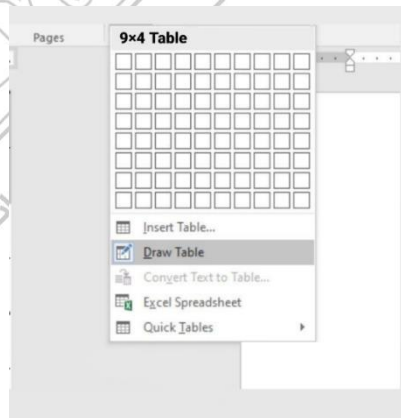 Pages
9×4 Table
Insert Table...
Draw Table
Convert Text to Table...
Excel Spreadsheet
Quick Tables